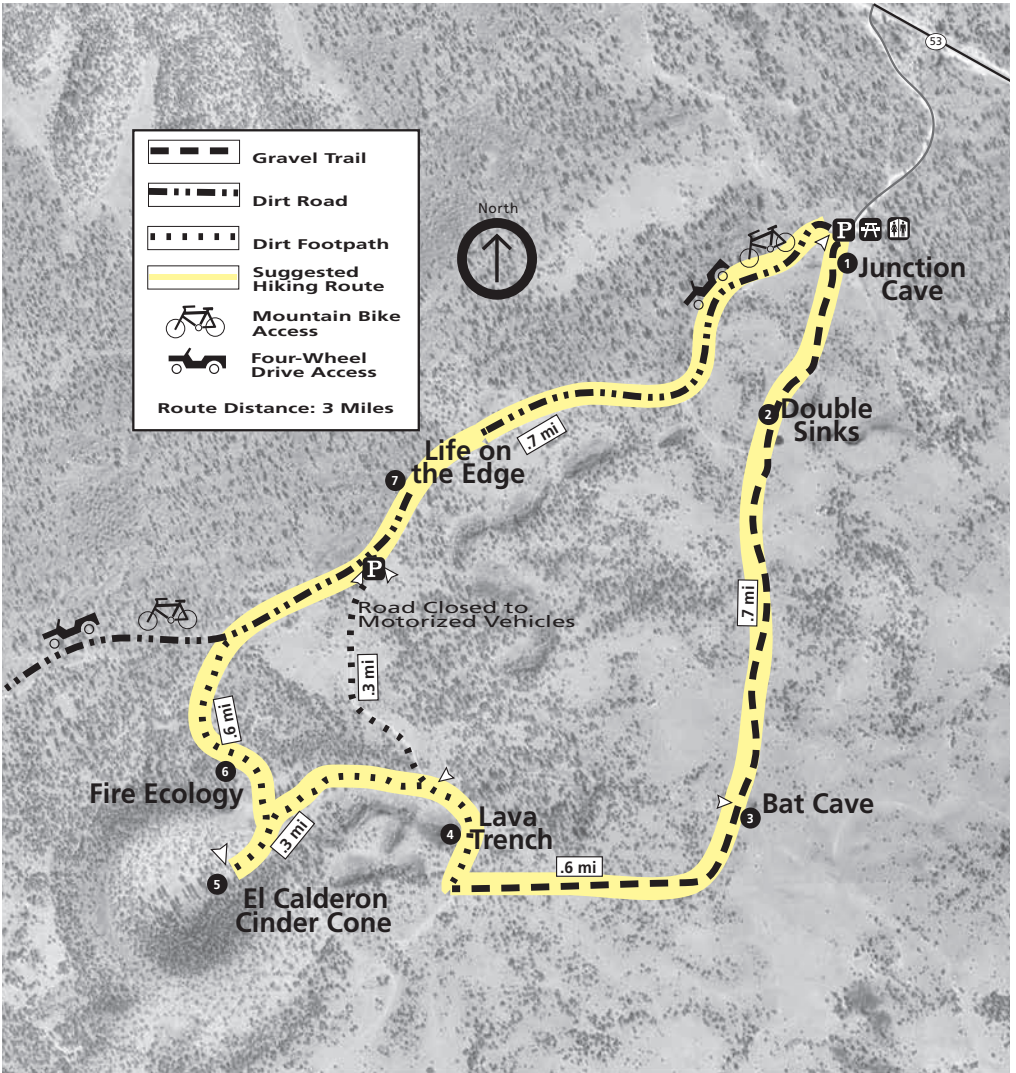 53
Gravel Trail
Dirt Road
Dirt Footpath
Suggested
Hiking Route
Mountain Bike
Access
Four-Wheel
Drive Access
Route Distance: 3 Miles
North
P
1
Junction
Cave
2
Double
Sinks
.7 mi
Life on
the Edge
7
P
Road Closed to
Motorized Vehicles
.7 mi
.3 mi
.6 mi
6
Fire Ecology
Bat Cave
3
Lava
Trench
4
.3 mi
.6 mi
5
El Calderon
Cinder Cone